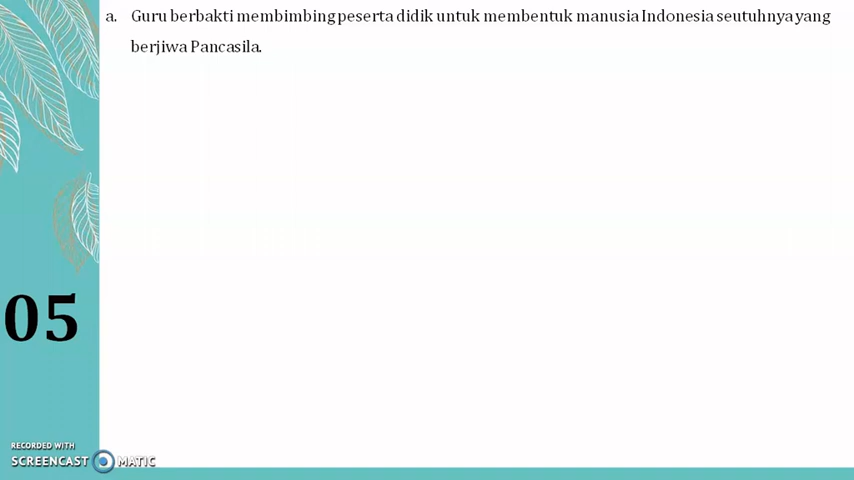 a. Guru berbakti membimbing peserta didik untuk membentuk manusia Indonesia seutuhnya yang
berjiwa Pancasila.
05
RECORDED WITH
SCREENCAST MATIC